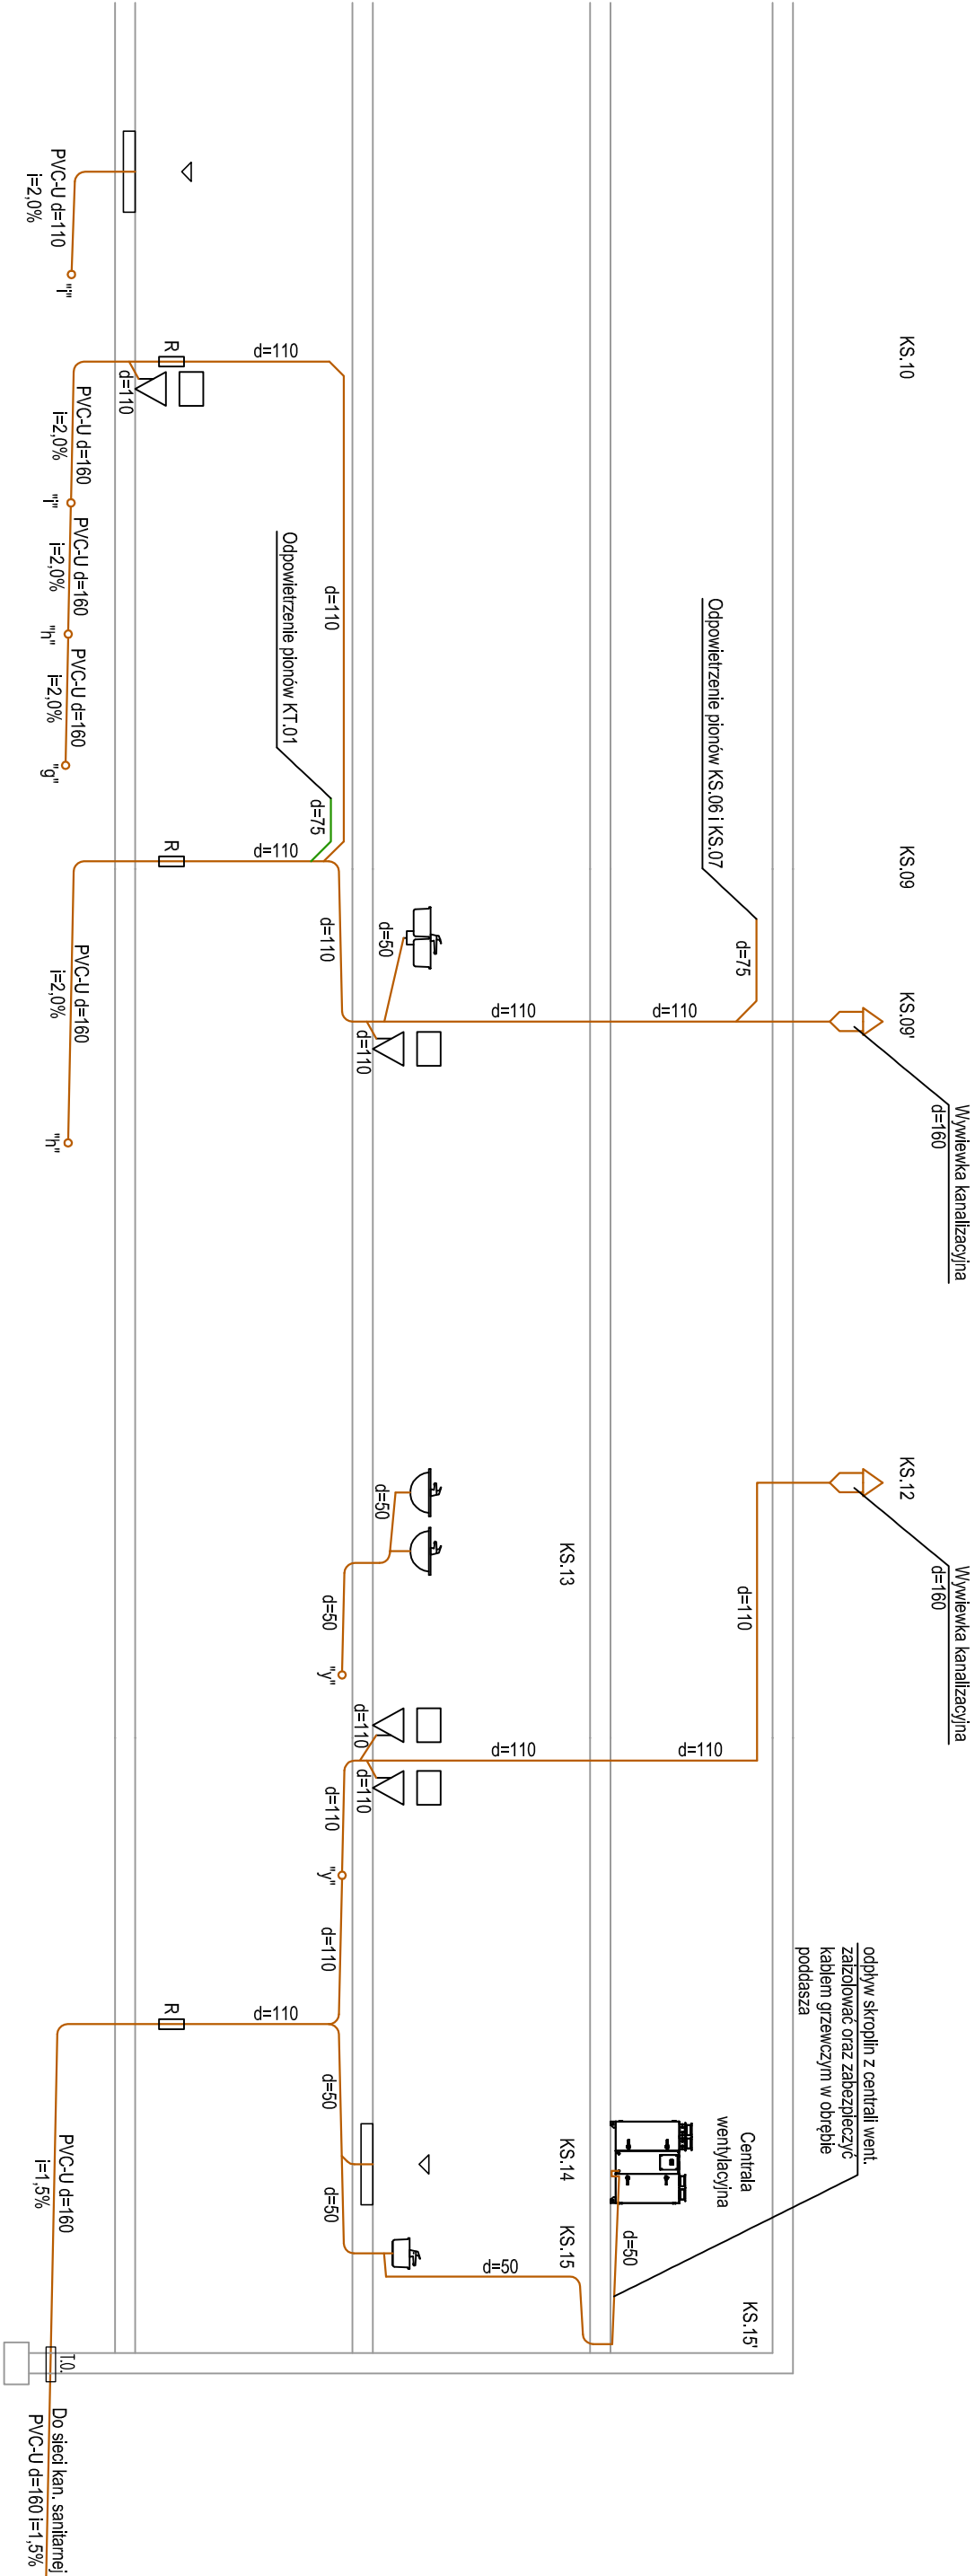 KS.10
KS.09
KS.09'
Wywiewka kanalizacyjna
d=160
KS.12
Wywiewka kanalizacyjna
d=160
odpływ skroplin z centrali went.
zaizolować oraz zabezpieczyć
kablem grzewczym w obrębie
poddasza
Odpowietrzenie pionów KS.06 i KS.07
d=75
d=110
Centrala
wentylacyjna
KS.15'
d=110
d=110
d=50
KS.13
KS.14
KS.15
d=110
d=110
d=50
d=50
d=110
d=50
d=110
d=110
d=110
d=110
d=50
"y"
d=110
"y"
d=110
d=50
d=50
Odpowietrzenie pionów KT.01
d=75
d=110
d=110
d=110
R
R
R
d=110
PVC-U d=110
i=2,0%
"i"
PVC-U d=160
i=2,0%
"i"
PVC-U d=160
i=2,0%
"h"
PVC-U d=160
i=2,0%
"g"
PVC-U d=160
i=2,0%
"h"
PVC-U d=160
i=1,5%
T.O.
Do sieci kan. sanitarnej
PVC-U d=160 i=1,5%